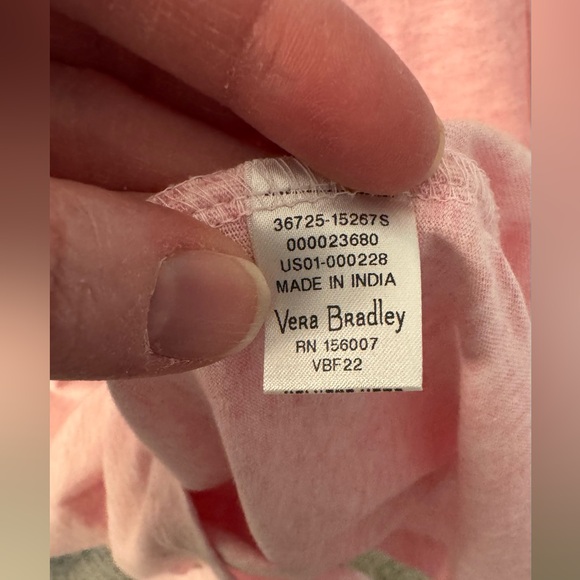 36725-15267S
000023680
US01-000228
MADE IN INDIA
Vera Bradley
RN 156007
VBF22